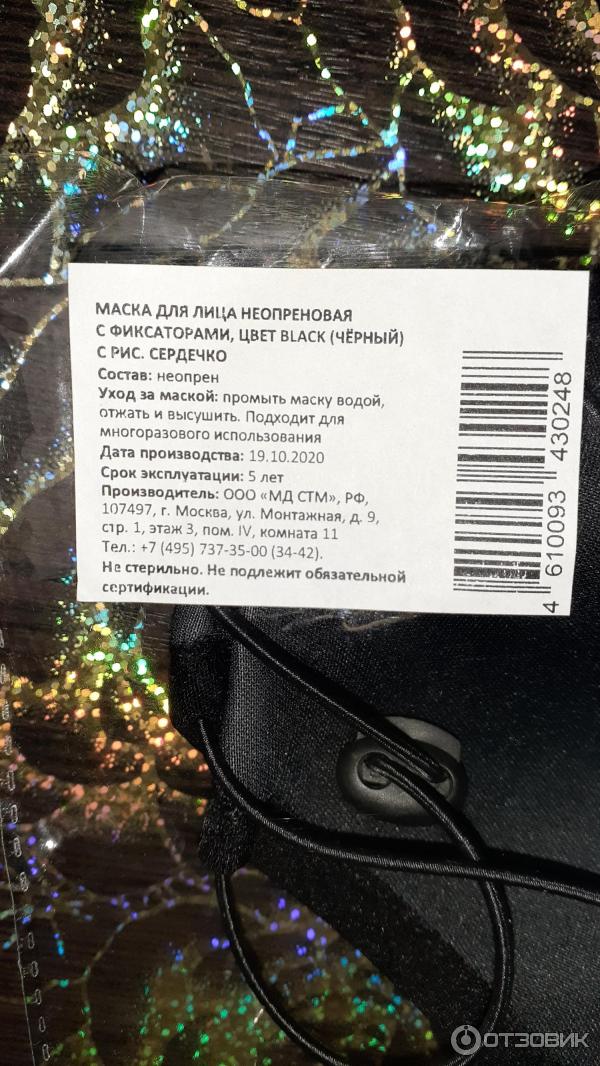 МАСКА ДЛЯ ЛИЦА НЕОПРЕНОВАЯ
С ФИКСАТОРАМИ, ЦВЕТ BLACK (ЧЁРНЫЙ)
С РИС. СЕРДЕЧКО
Состав: неопрен
Уход за маской: промыть маску водой,
отжать и высушить. Подходит для
многоразового использования
Дата производства: 19.10.2020
Срок эксплуатации: 5 лет
Производитель: ООО «МД СТМ», РФ,
107497, г. Москва, ул. Монтажная, д. 9,
стр. 1, этаж 3, пом. IV, комната 11
Тел.: +7 (495) 737-35-00 (34-42).
Не стерильно. Не подлежит обязательной
сертификации.
4 610093 430248
ОТЗОВИК